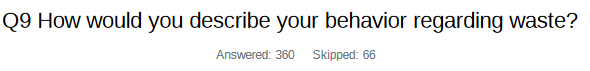 Q9 How would you describe your behavior regarding waste?
Answered: 360 Skipped: 66